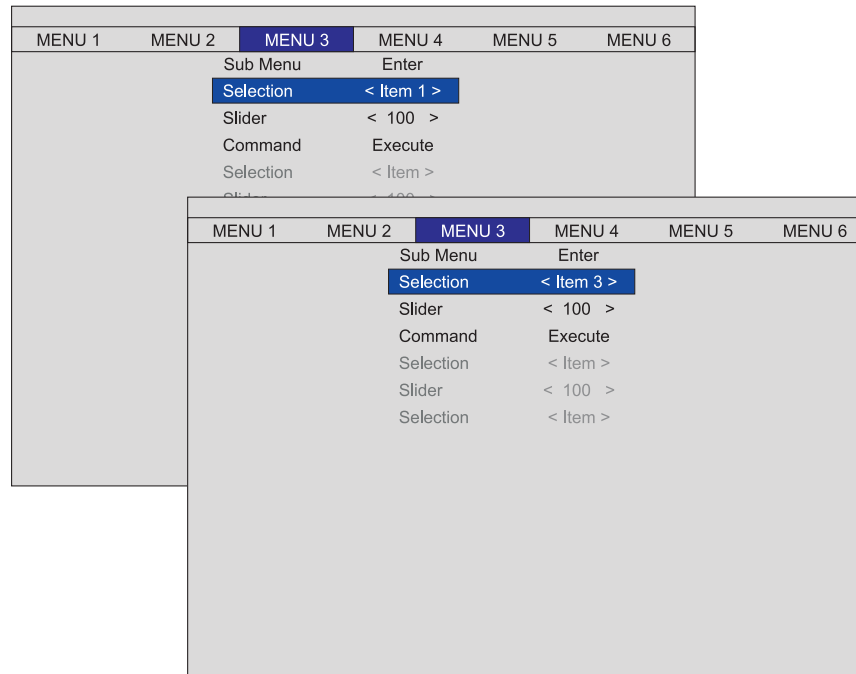 MENU 1 MENU 2 MENU 3 MENU 4 MENU 5 MENU 6
Sub Menu Enter
Selection < Item 1 >
Slider < 100 >
Command Execute
Selection < Item >
MENU 1 MENU 2 MENU 3 MENU 4 MENU 5 MENU 6
Sub Menu Enter
Selection < Item 3 >
Slider < 100 >
Command Execute
Selection < Item >
Slider < 100 >
Selection < Item >